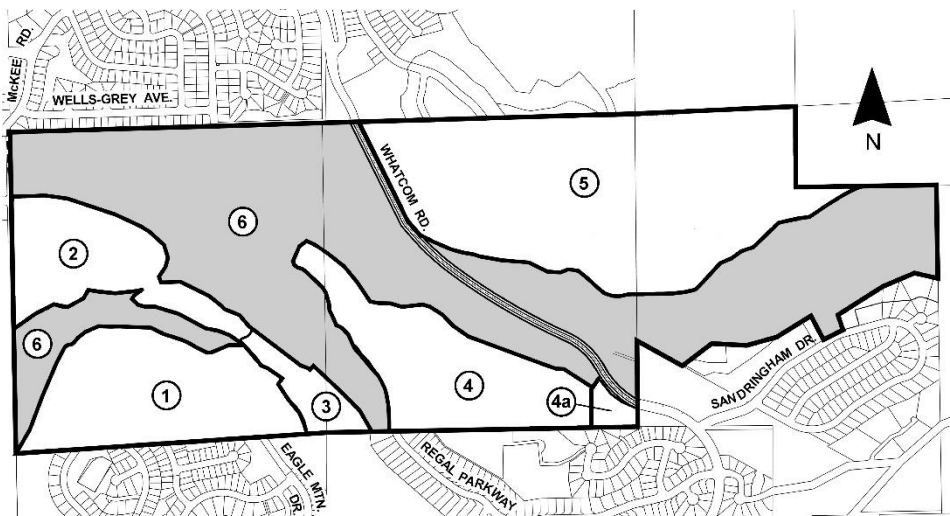 McKEE RD.
WELLS-GREY AVE.
WHATCOM RD.
N
5
6
2
6
1
3
4
4a
SANDRINGHAM DR.
EAGLE MTN.
DR.
REGAL PARKWAY